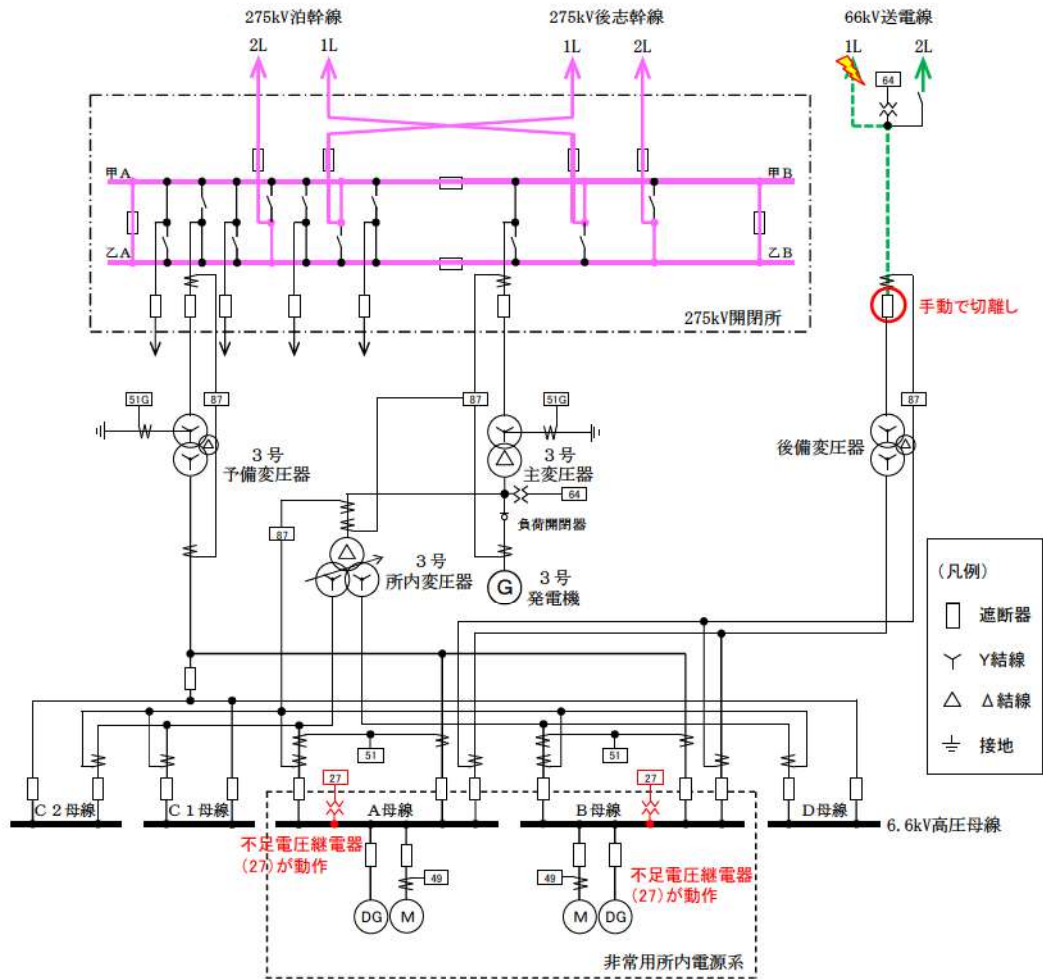 275kV泊幹線
275kV後志幹線
66kV送電線
2L
1L
1L
2L
1L
2L
64
甲A
甲B
乙A
乙B
275kV開閉所
手動で切離し
51G
87
87
51G
87
3号
予備変圧器
3号
主変圧器
後備変圧器
64
負荷開閉器
87
3号
所内変圧器
G
3号
発電機
(凡例)
遮断器
Y結線
Δ結線
接地
51
51
27
27
C2母線
C1母線
A母線
B母線
D母線
6.6kV高圧母線
不足電圧継電器
(27)が動作
不足電圧継電器
(27)が動作
49
49
DG
M
M
DG
非常用所内電源系